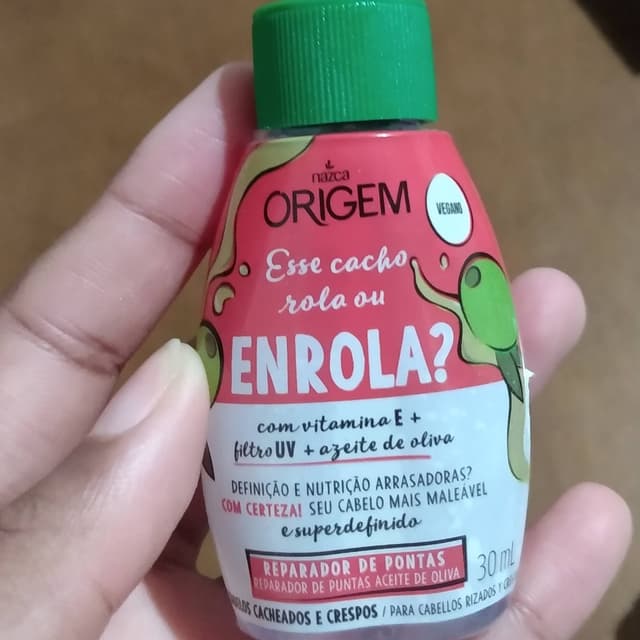 nazca
ORIGEM
VEGANO
Esse cacho
rola ou
ENROLA?
com vitamina E +
filtro UV + azeite de oliva
DEFINIÇÃO E NUTRIÇÃO ARRASADORAS?
COM CERTEZA! SEU CABELO MAIS MALEÁVEL
e superdefinido
REPARADOR DE PONTAS
REPARADOR DE PUNTAS ACEITE DE OLIVA
30 mL
CACHEADOS E CRESPOS / PARA CABELLOS RIZADOS Y